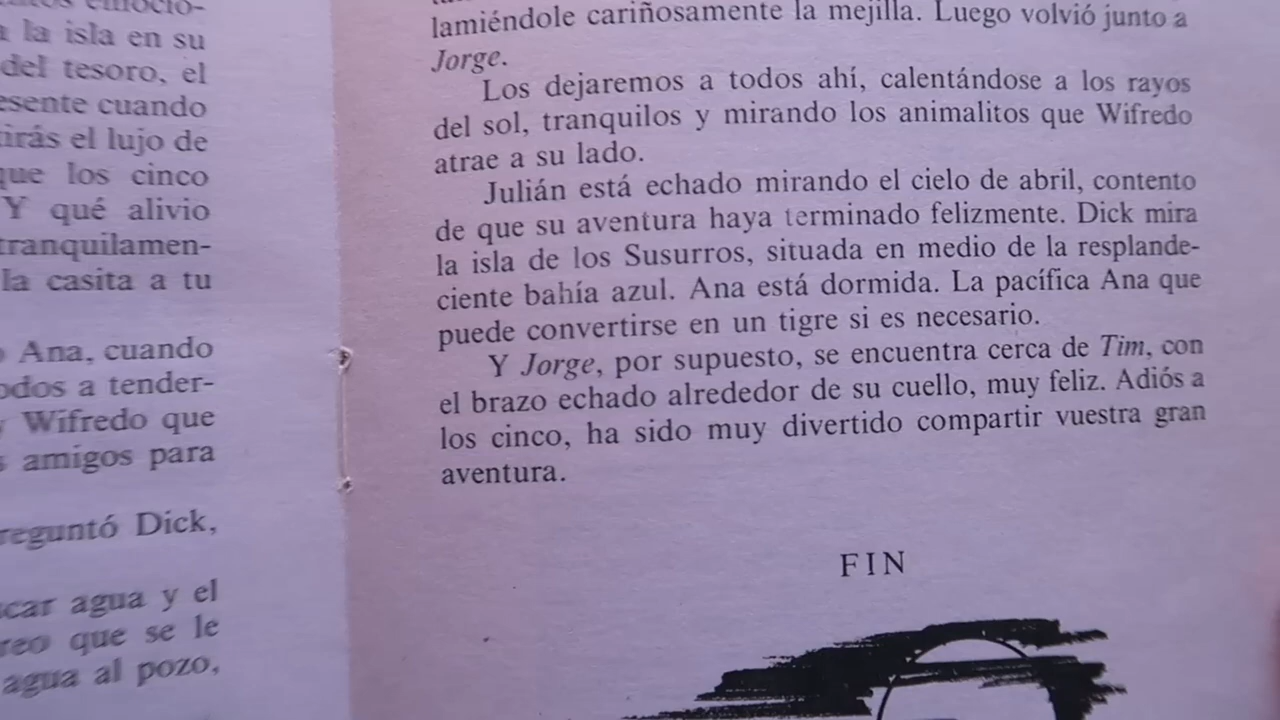 la isla en su
del tesoro, el
cuando
el lujo de
que los cinco
Y qué alivio
tranquilamen-
la casita a tu
Ana, cuando
a tender-
Wifredo que
amigos para
Dick,
agua y el
que se le
agua al pozo,
lamiéndole cariñosamente la mejilla. Luego volvió junto a
Jorge.
Los dejaremos a todos ahí, calentándose a los rayos
del sol, tranquilos y mirando los animalitos que Wifredo
atrae a su lado.
Julián está echado mirando el cielo de abril, contento
de que su aventura haya terminado felizmente. Dick mira
la isla de los Susurros, situada en medio de la resplande-
ciente bahía azul. Ana está dormida. La pacífica Ana que
puede convertirse en un tigre si es necesario.
Y Jorge, por supuesto, se encuentra cerca de Tim, con
el brazo echado alrededor de su cuello, muy feliz. Adiós a
los cinco, ha sido muy divertido compartir vuestra gran
aventura.
FIN